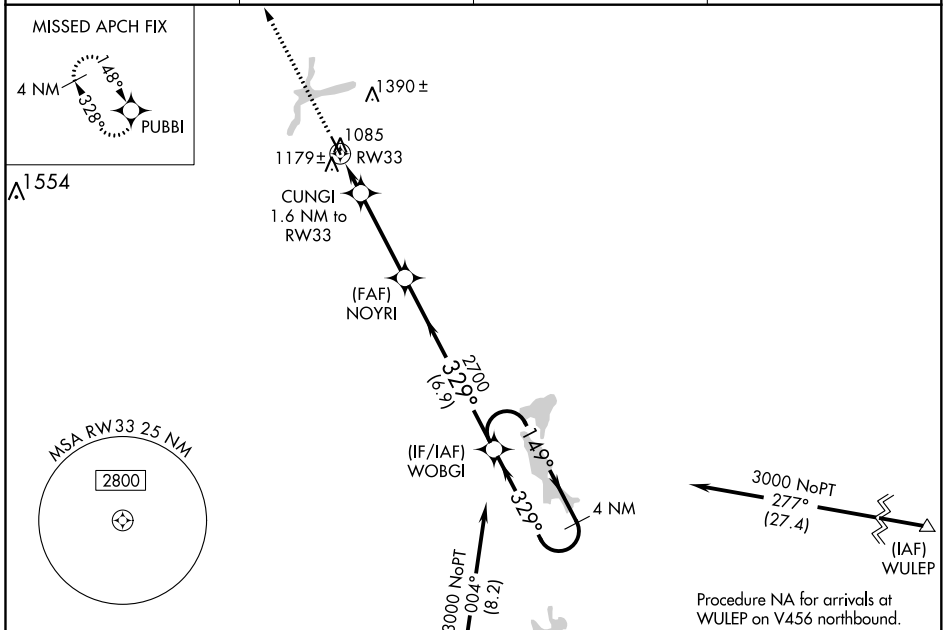 MISSED APCH FIX
4 NM
148°
328°
PUBBI
1390 ±
1085
1179 ±
RW33
1554
CUNGI
1.6 NM to
RW33
(FAF)
NOYRI
2700
329°
(6.9)
MSA RW33 25 NM
2800
(IF/IAF)
WOBGI
149°
329°
4 NM
3000 NoPT
277°
(27.4)
(IAF)
WULEP
3000 NoPT
004°
(8.2)
Procedure NA for arrivals at
WULEP on V456 northbound.